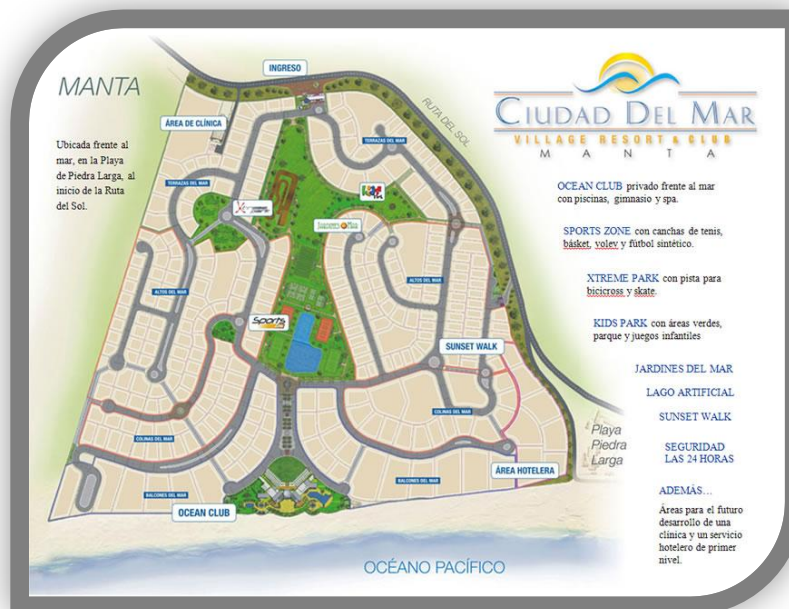 MANTA
Ubicada frente al
mar, en la Playa
de Piedra Larga, al
inicio de la Ruta
del Sol.
INGRESO
ÁREA DE CLÍNICA
RUTA DEL SOL
TERRAZAS DEL MAR
TERRAZAS DEL MAR
ALTOS DEL MAR
ALTOS DEL MAR
Sports
SUNSET WALK
COLINAS DEL MAR
COLINAS DEL MAR
BALCONES DEL MAR
BALCONES DEL MAR
ÁREA HOTELERA
OCEAN CLUB
Playa
Piedra
Larga
OCÉANO PACÍFICO
CIUDAD DEL MAR
VILLAGE RESORT & CLUB
MANTA
OCEAN CLUB privado frente al mar
con piscinas, gimnasio y spa.
SPORTS ZONE con canchas de tenis,
básket, voley y fútbol sintético.
XTREME PARK con pista para
bicicross y skate.
KIDS PARK con áreas verdes,
parque y juegos infantiles
JARDINES DEL MAR
LAGO ARTIFICIAL
SUNSET WALK
SEGURIDAD
LAS 24 HORAS
ADEMÁS…
Áreas para el futuro
desarrollo de una
clínica y un servicio
hotelero de primer
nivel.